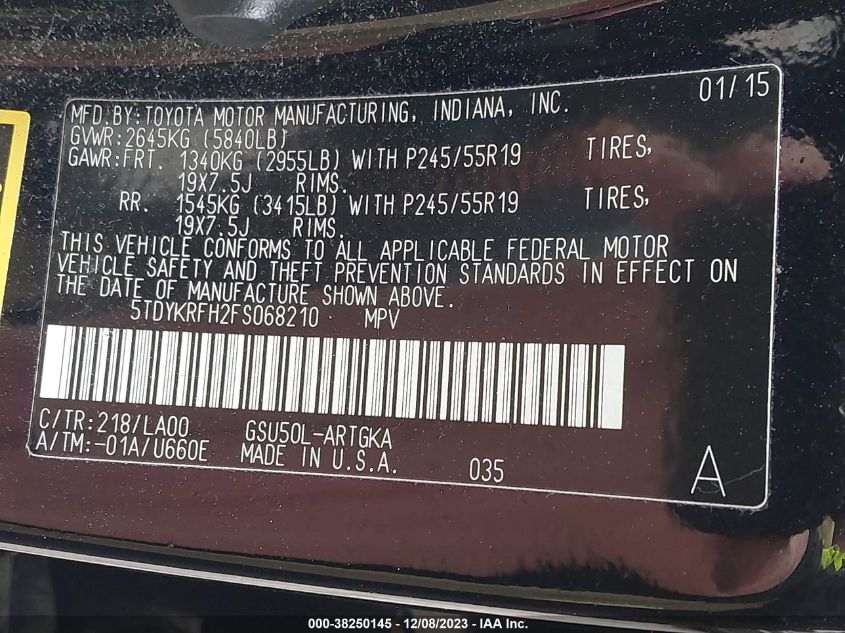 01/15
MFD.BY:TOYOTA MOTOR MANUFACTURING, INDIANA, INC.
GVWR:2645KG (5840LB)
GAWR:FRT. 1340KG (2955LB) WITH P245/55R19 TIRES,
19X7.5J RIMS.
RR. 1545KG (3415LB) WITH P245/55R19 TIRES,
19X7.5J RIMS.
THIS VEHICLE CONFORMS TO ALL APPLICABLE FEDERAL MOTOR
VEHICLE SAFETY AND THEFT PREVENTION STANDARDS IN EFFECT ON
THE DATE OF MANUFACTURE SHOWN ABOVE.
5TDYKRFH2FS068210 MPV
C/TR:218/LA00 GSU50L-ARTGKA
A/TM:-01A/U660E MADE IN U.S.A. 035 A
000-38250145 - 12/08/2023 - IAA Inc.